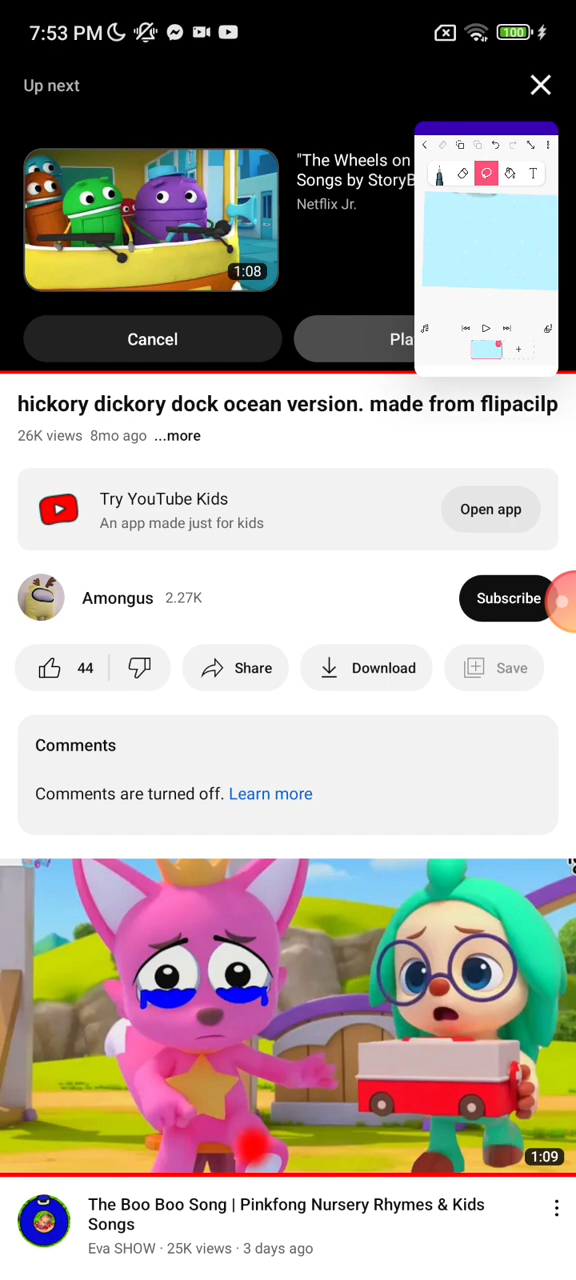 7:53 PM
100
Up next
"The Wheels on
Songs by StoryB
Netflix Jr.
1:08
Cancel
Pla
T
hickory dickory dock ocean version. made from flipacilp
26K views 8mo ago ...more
Try YouTube Kids
An app made just for kids
Open app
Amongus 2.27K
Subscribe
44
Share
Download
Save
Comments
Comments are turned off. Learn more
1:09
The Boo Boo Song | Pinkfong Nursery Rhymes & Kids
Songs
Eva SHOW · 25K views · 3 days ago